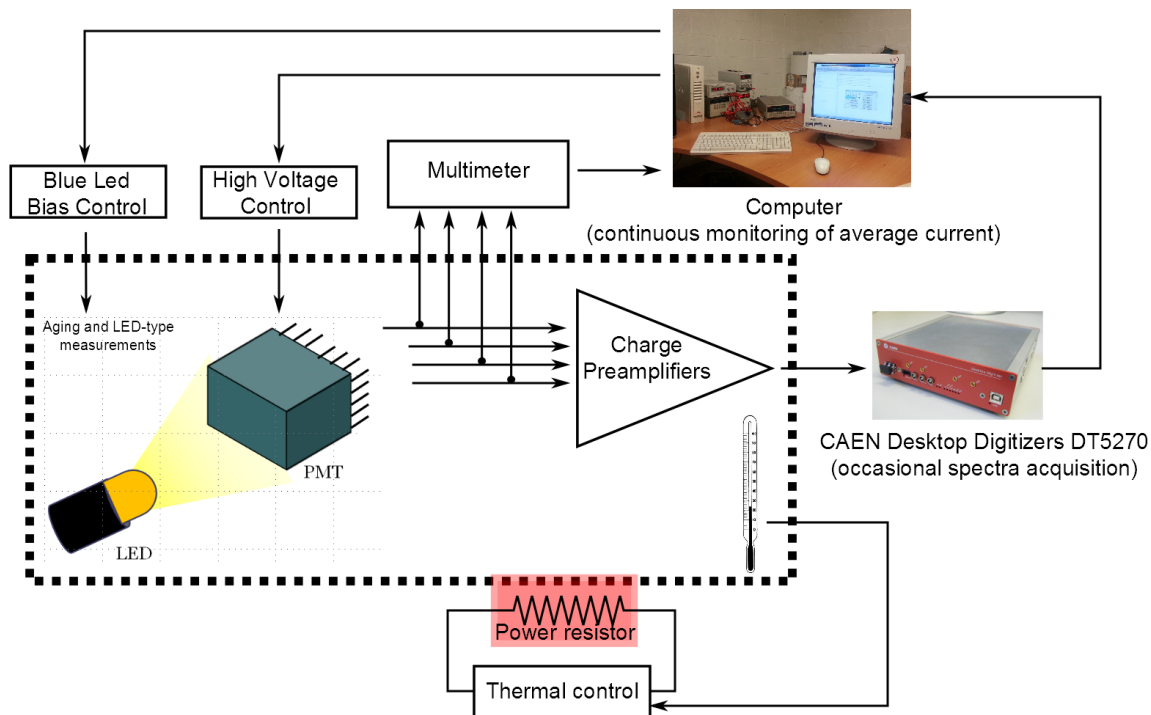 Blue Led
Bias Control
High Voltage
Control
Multimeter
Computer
(continuous monitoring of average current)
Aging and LED-type
measurements
Charge
Preamplifiers
PMT
LED
CAEN Desktop Digitizers DT5270
(occasional spectra acquisition)
Power resistor
Thermal control